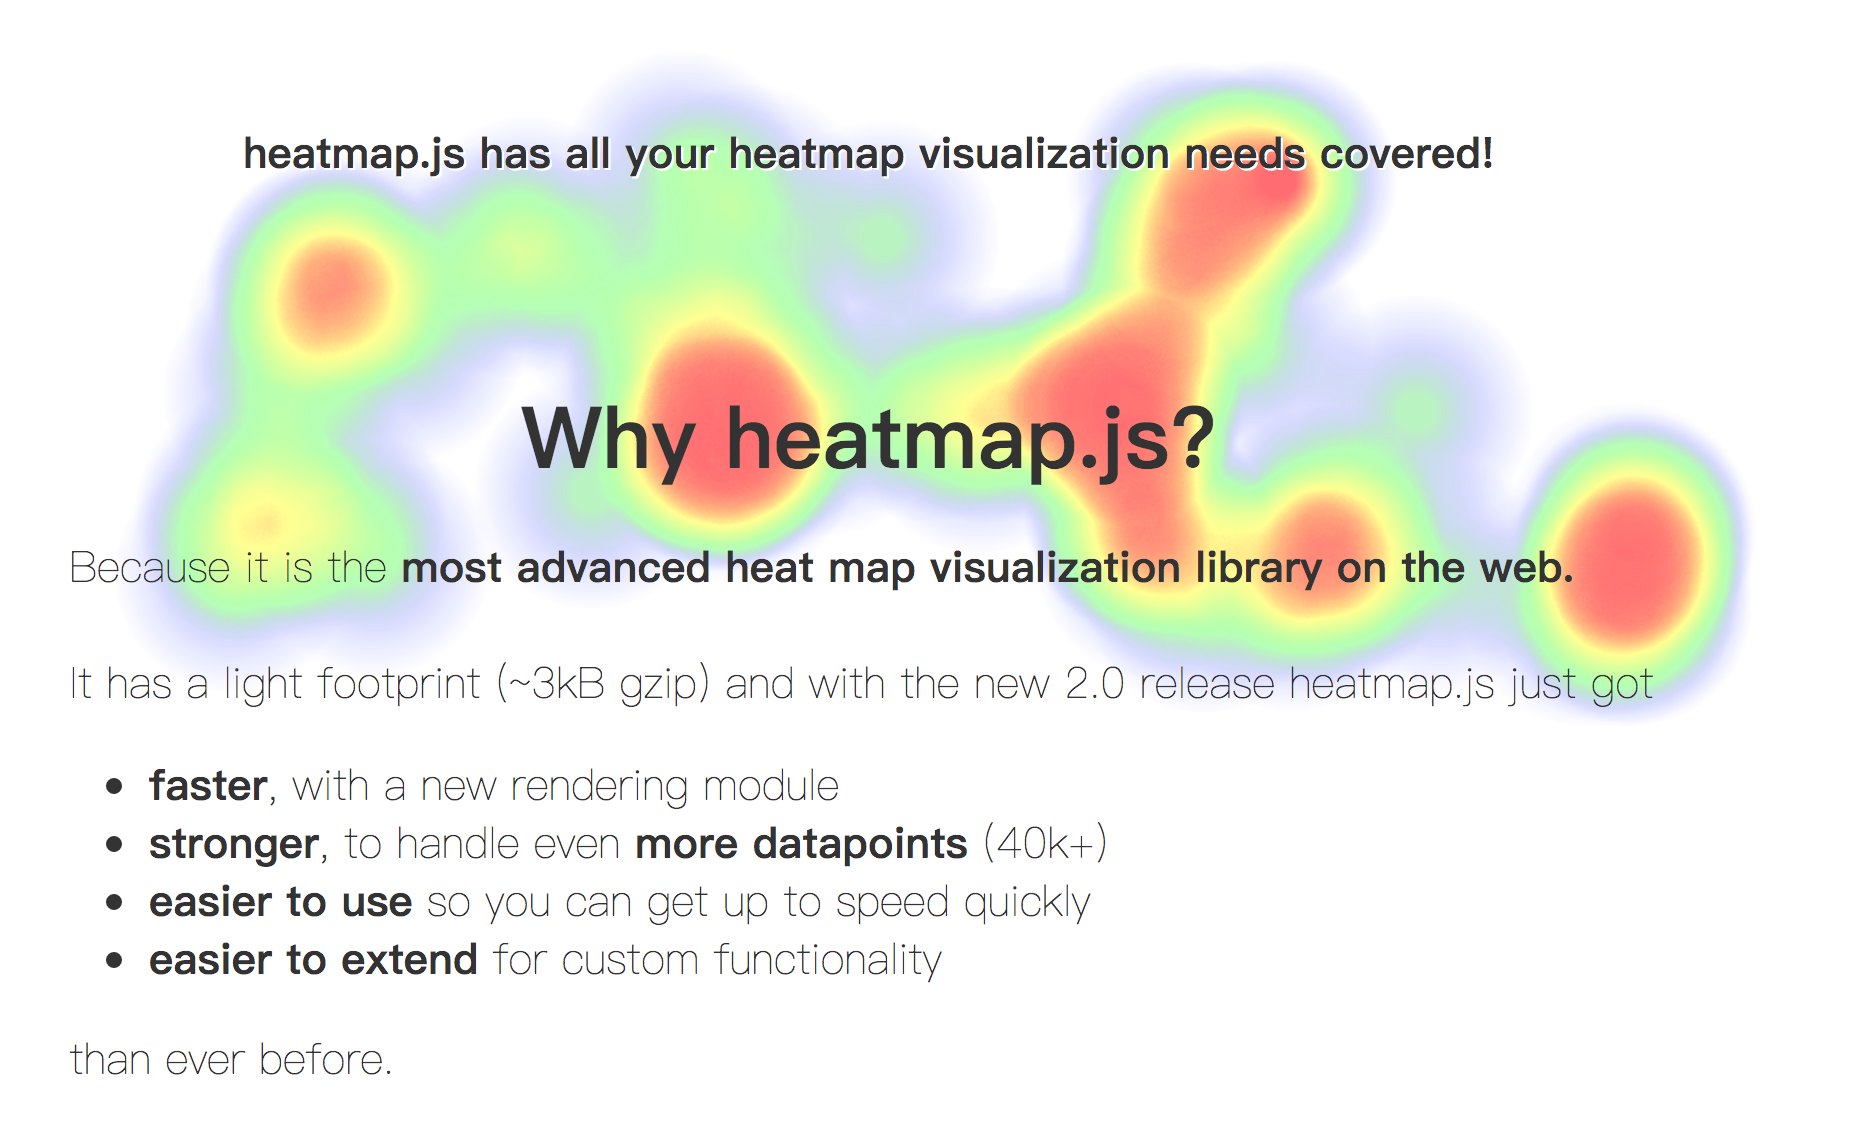 heatmap.js has all your heatmap visualization needs covered!
Why heatmap.js?
Because it is the most advanced heat map visualization library on the web.
It has a light footprint (~3kB gzip) and with the new 2.0 release heatmap.js just got
• faster, with a new rendering module
• stronger, to handle even more datapoints (40k+)
• easier to use so you can get up to speed quickly
• easier to extend for custom functionality
than ever before.